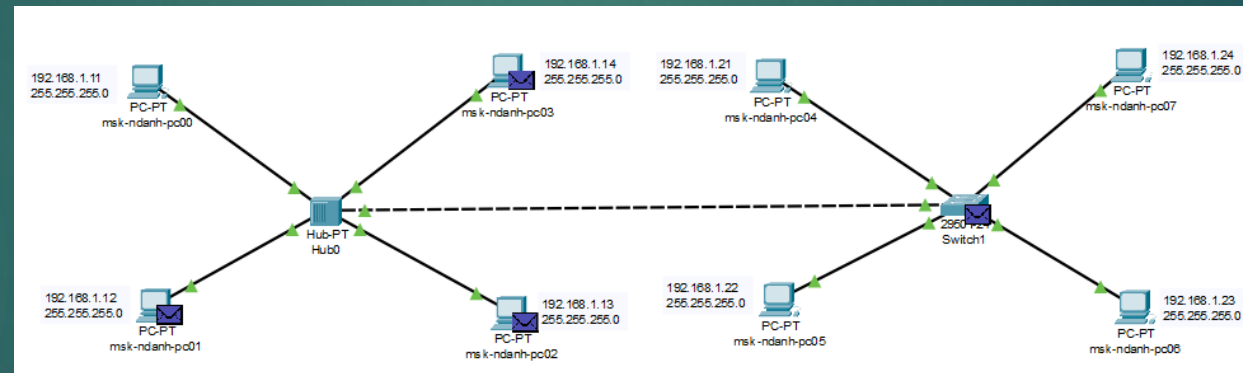 192.168.1.11
255.255.255.0
PC-PT
msk-ndanh-pc00
192.168.1.14
255.255.255.0
PC-PT
msk-ndanh-pc03
192.168.1.21
255.255.255.0
PC-PT
msk-ndanh-pc04
192.168.1.24
255.255.255.0
PC-PT
msk-ndanh-pc07
Hub-PT
Hub0
Switch1
192.168.1.12
255.255.255.0
PC-PT
msk-ndanh-pc01
192.168.1.13
255.255.255.0
PC-PT
msk-ndanh-pc02
192.168.1.22
255.255.255.0
PC-PT
msk-ndanh-pc05
192.168.1.23
255.255.255.0
PC-PT
msk-ndanh-pc06